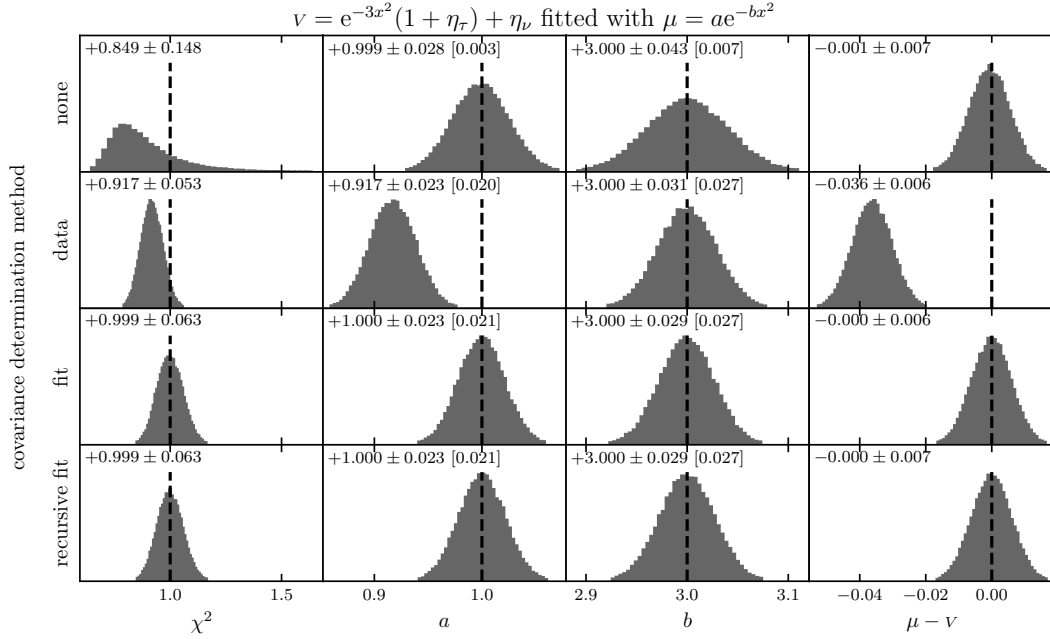 v = e^{−3x²}(1 + η_τ) + η_ν fitted with μ = ae^{−bx²}
covariance determination method
none
+0.849 ± 0.148
+0.999 ± 0.028 [0.003]
+3.000 ± 0.043 [0.007]
−0.001 ± 0.007
data
+0.917 ± 0.053
+0.917 ± 0.023 [0.020]
+3.000 ± 0.031 [0.027]
−0.036 ± 0.006
fit
+0.999 ± 0.063
+1.000 ± 0.023 [0.021]
+3.000 ± 0.029 [0.027]
−0.000 ± 0.006
recursive fit
+0.999 ± 0.063
+1.000 ± 0.023 [0.021]
+3.000 ± 0.029 [0.027]
−0.000 ± 0.007
1.0 1.5 0.9 1.0 2.9 3.0 3.1 −0.04 −0.02 0.00
χ² a b μ − v